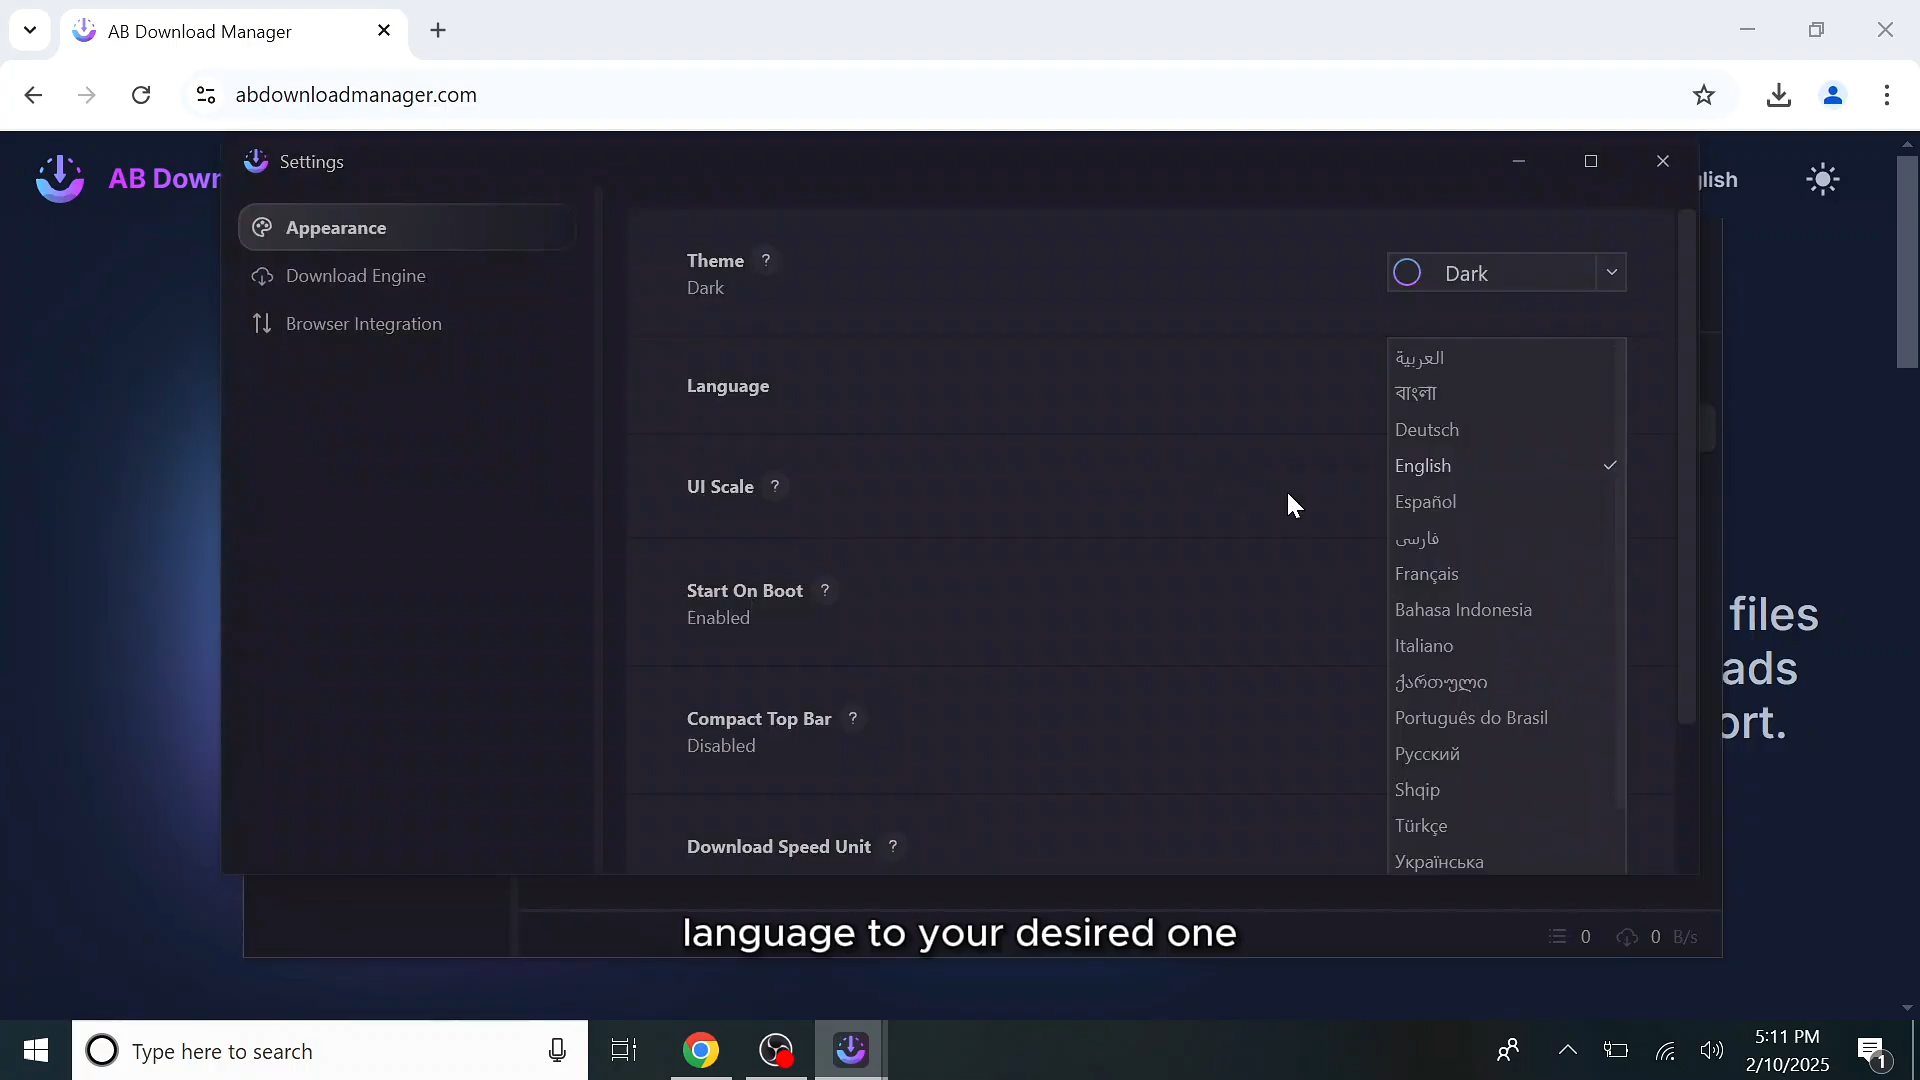 AB Download Manager
abdownloadmanager.com
AB Down
Settings
glish
Appearance
Download Engine
Browser Integration
Theme ?
Dark
Dark
Language
العربية
বাংলা
Deutsch
English
Español
فارسی
Français
Bahasa Indonesia
Italiano
ქართული
Português do Brasil
Русский
Shqip
Türkçe
Українська
UI Scale ?
Start On Boot ?
Enabled
Compact Top Bar ?
Disabled
Download Speed Unit ?
files
ads
ort.
language to your desired one
0 0 B/s
Type here to search
5:11 PM
2/10/2025
1